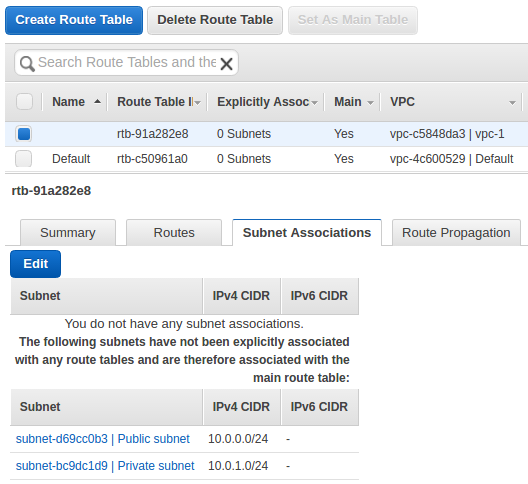 Create Route Table Delete Route Table Set As Main Table
Search Route Tables and the
Name Route Table I Explicitly Assoc Main VPC
rtb-91a282e8 0 Subnets Yes vpc-c5848da3 | vpc-1
Default rtb-c50961a0 0 Subnets Yes vpc-4c600529 | Default
rtb-91a282e8
Summary Routes Subnet Associations Route Propagation
Edit
Subnet IPv4 CIDR IPv6 CIDR
You do not have any subnet associations.
The following subnets have not been explicitly associated
with any route tables and are therefore associated with the
main route table:
Subnet IPv4 CIDR IPv6 CIDR
subnet-d69cc0b3 | Public subnet 10.0.0.0/24 -
subnet-bc9dc1d9 | Private subnet 10.0.1.0/24 -